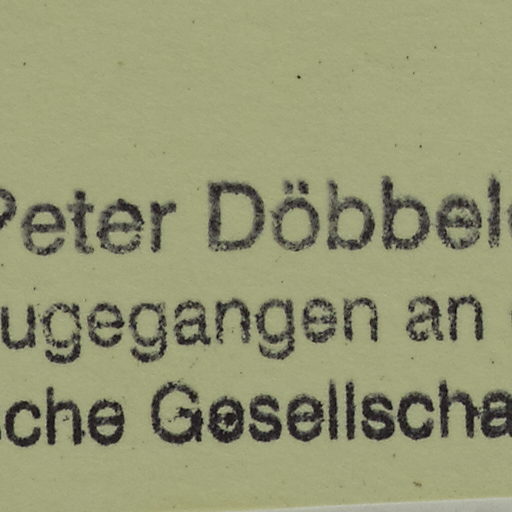 Peter D Döbbel
ugegangen an
che Gesellscha